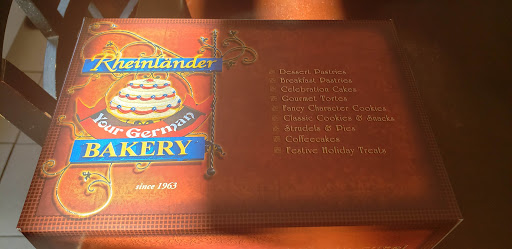 Rheinländer
Your German
BAKERY
since 1963
Dessert Pastries
Breakfast Pastries
Celebration Cakes
Gourmet Tortes
Fancy Character Cookies
Classic Cookies & Snacks
Strudels & Pies
Coffeecakes
Festive Holiday Treats